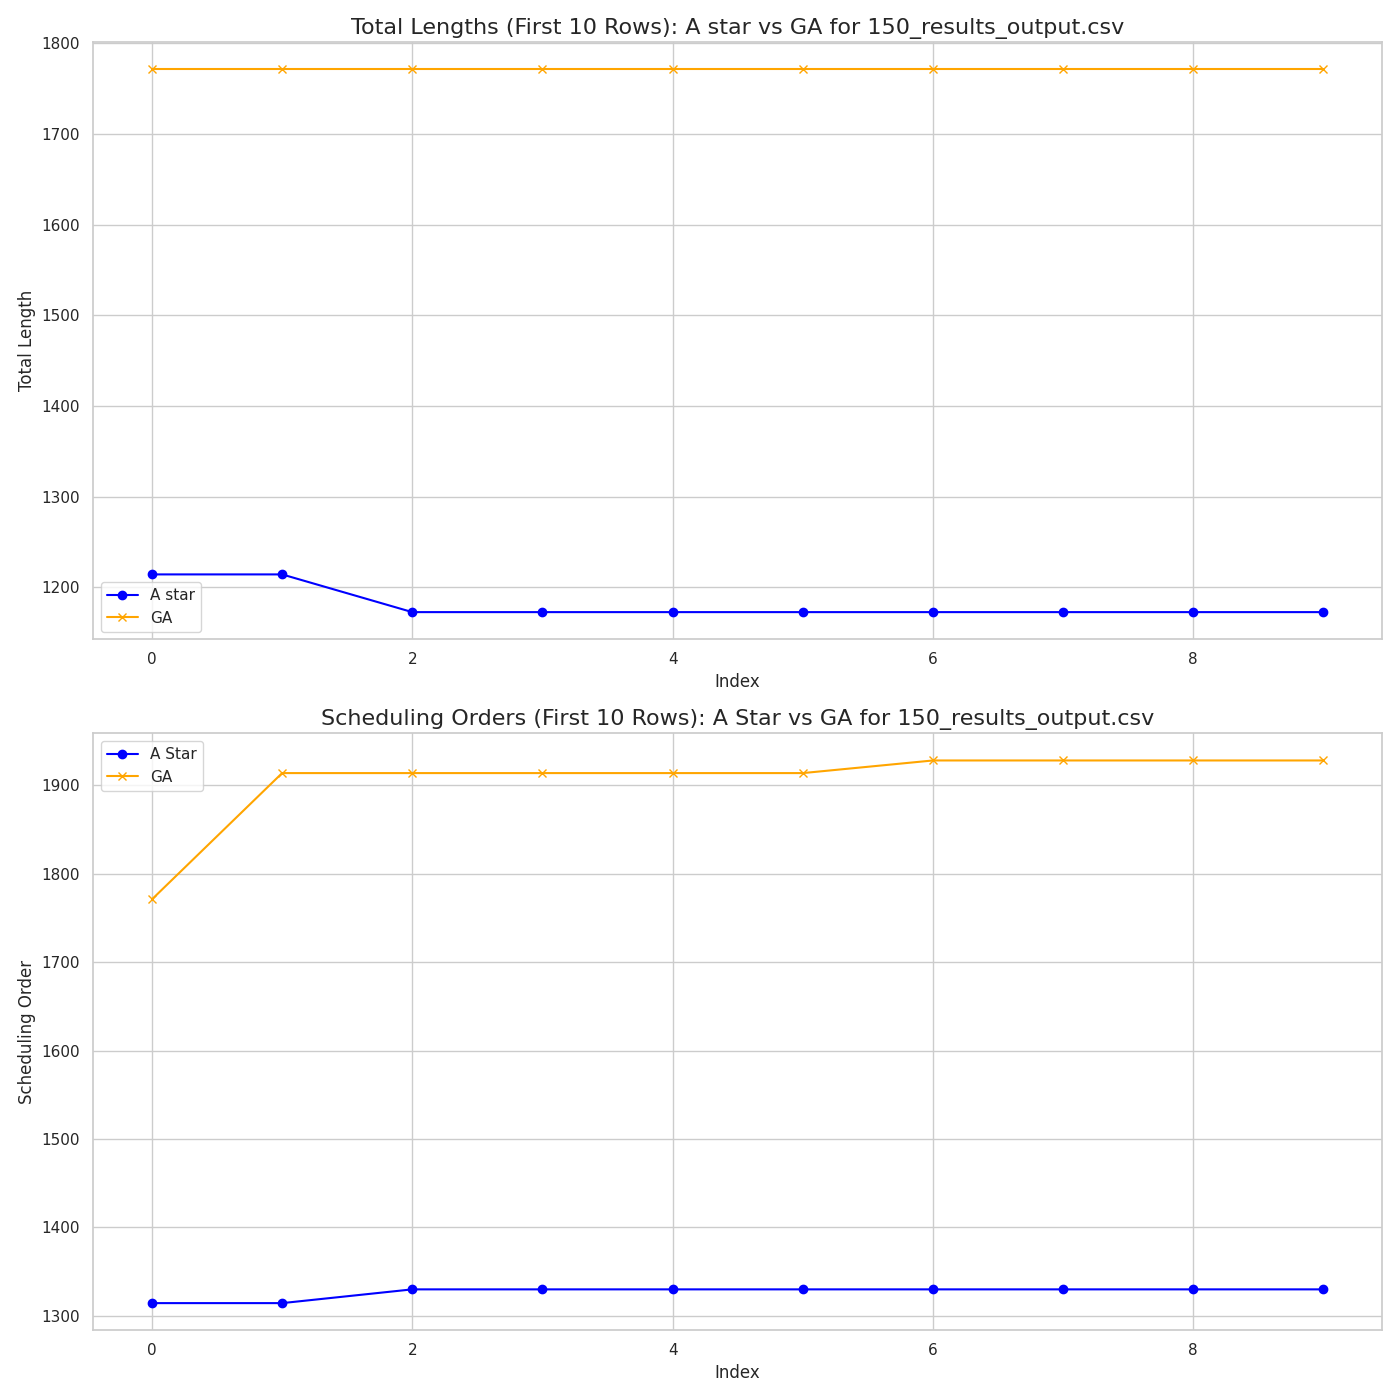 Total Lengths (First 10 Rows): A star vs GA for 150_results_output.csv
1800
1700
1600
1500
1400
1300
1200
Total Length
A star
GA
0 2 4 6 8
Index
Scheduling Orders (First 10 Rows): A Star vs GA for 150_results_output.csv
A Star
GA
1900
1800
1700
1600
1500
1400
1300
Scheduling Order
0 2 4 6 8
Index